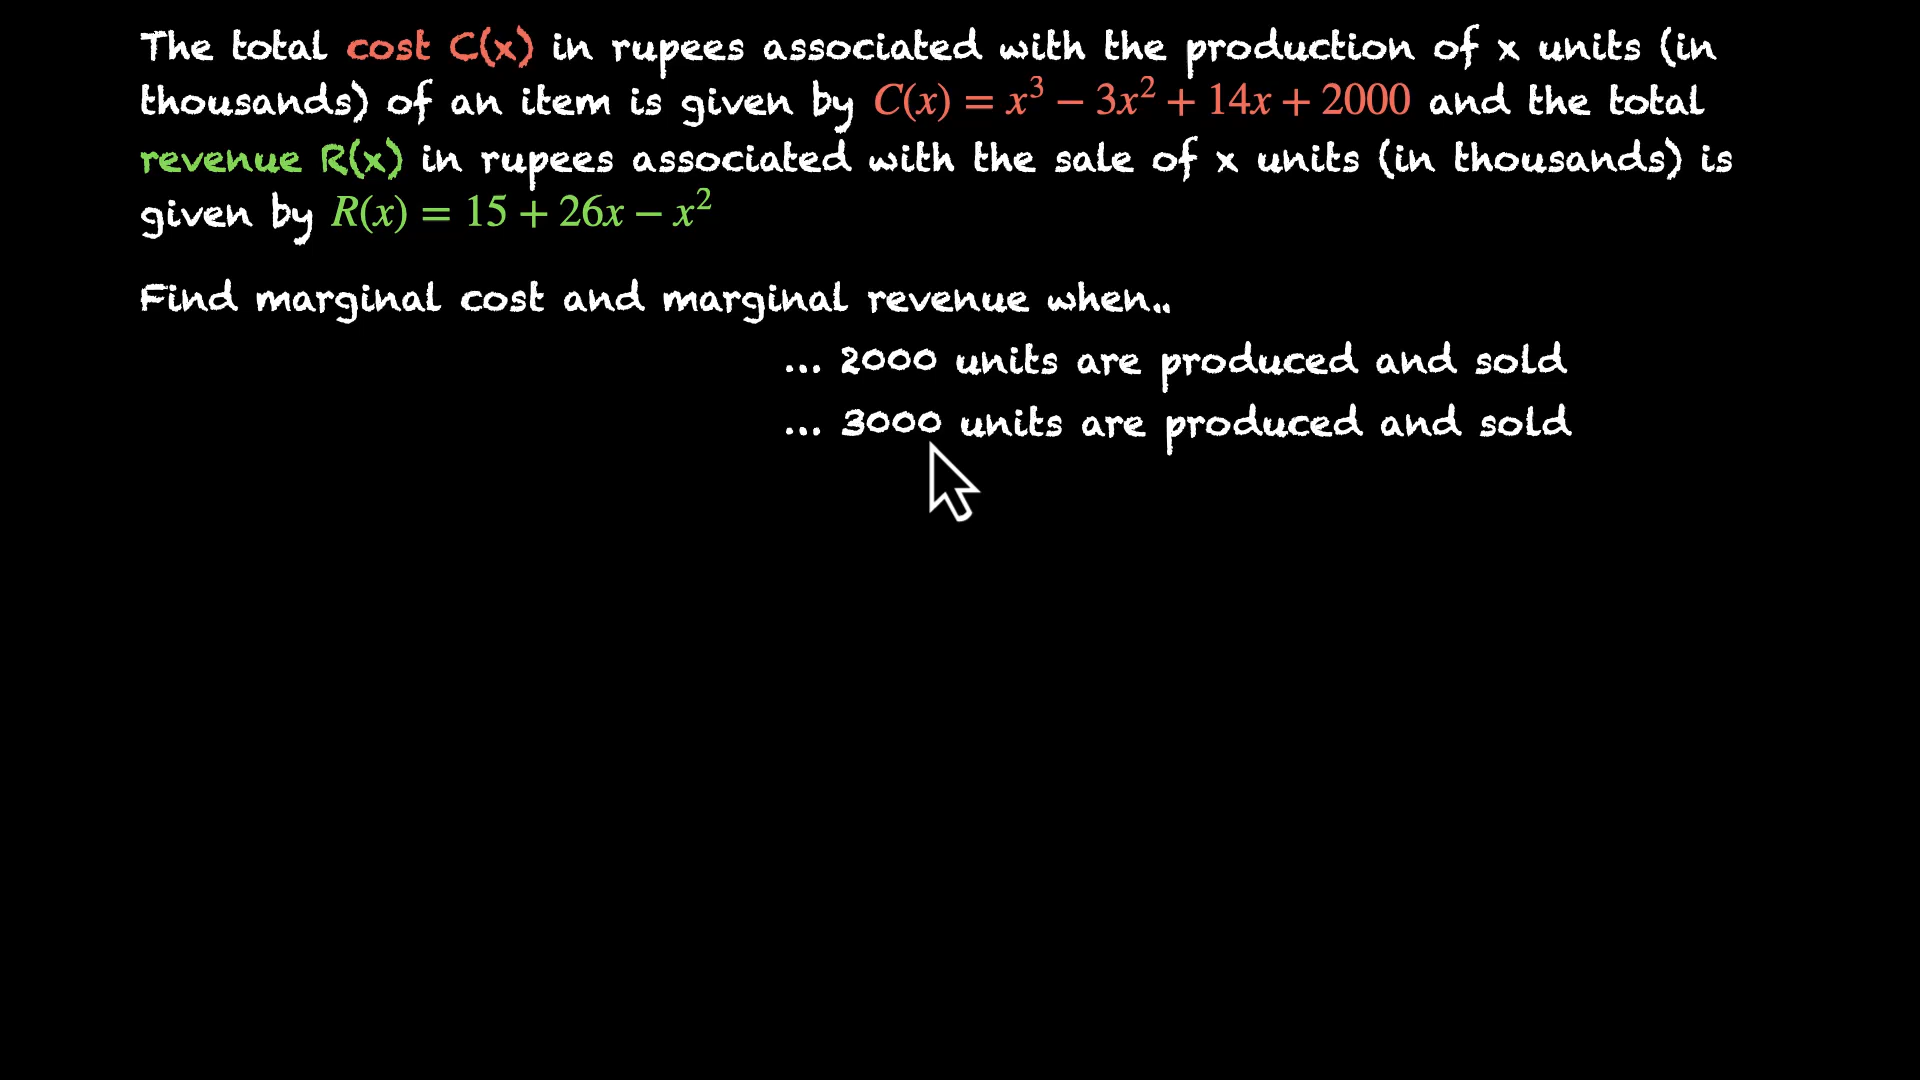 The total cost C(x) in rupees associated with the production of x units (in
thousands) of an item is given by C(x) = x³ − 3x² + 14x + 2000 and the total
revenue R(x) in rupees associated with the sale of x units (in thousands) is
given by R(x) = 15 + 26x − x²
Find marginal cost and marginal revenue when..
... 2000 units are produced and sold
... 3000 units are produced and sold